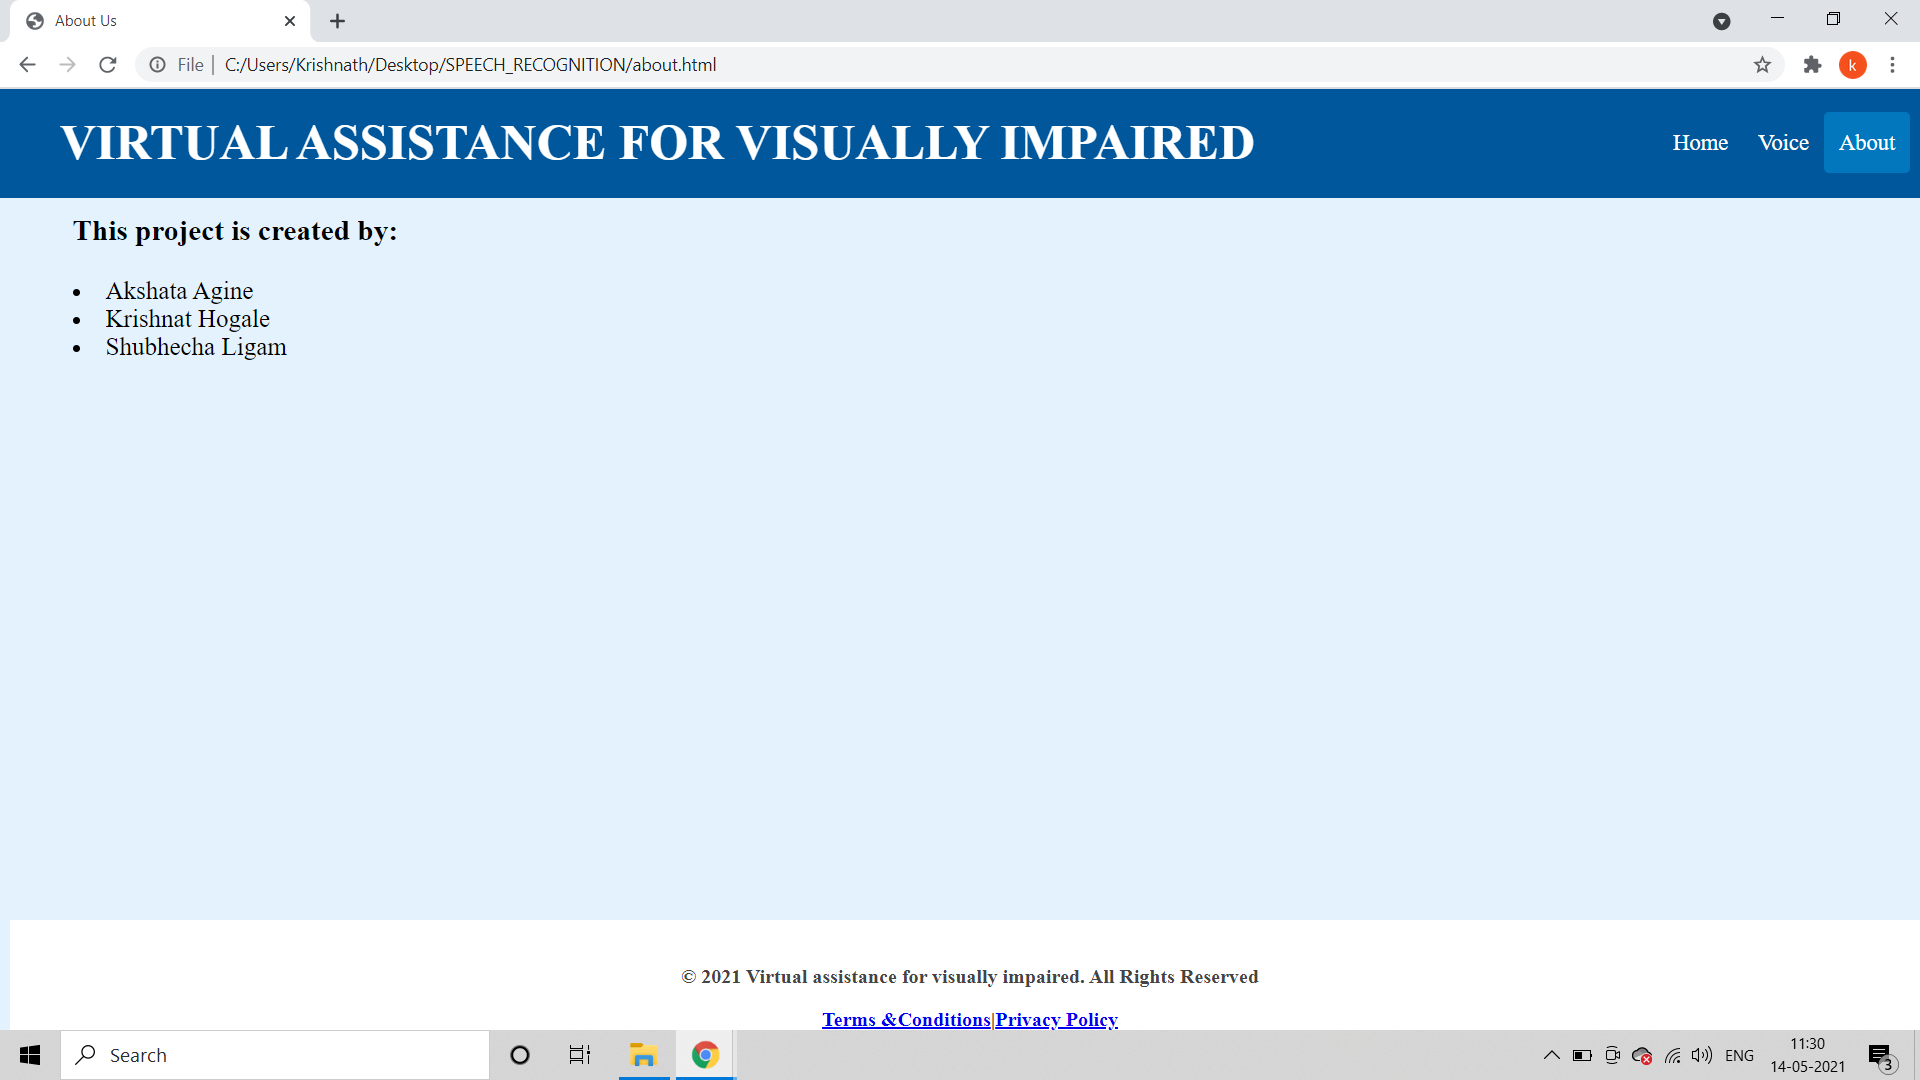 About Us
File | C:/Users/Krishnath/Desktop/SPEECH_RECOGNITION/about.html
k
VIRTUAL ASSISTANCE FOR VISUALLY IMPAIRED
Home Voice About
This project is created by:
• Akshata Agine
• Krishnat Hogale
• Shubhecha Ligam
© 2021 Virtual assistance for visually impaired. All Rights Reserved
Terms &Conditions|Privacy Policy
Search
ENG
11:30
14-05-2021
3